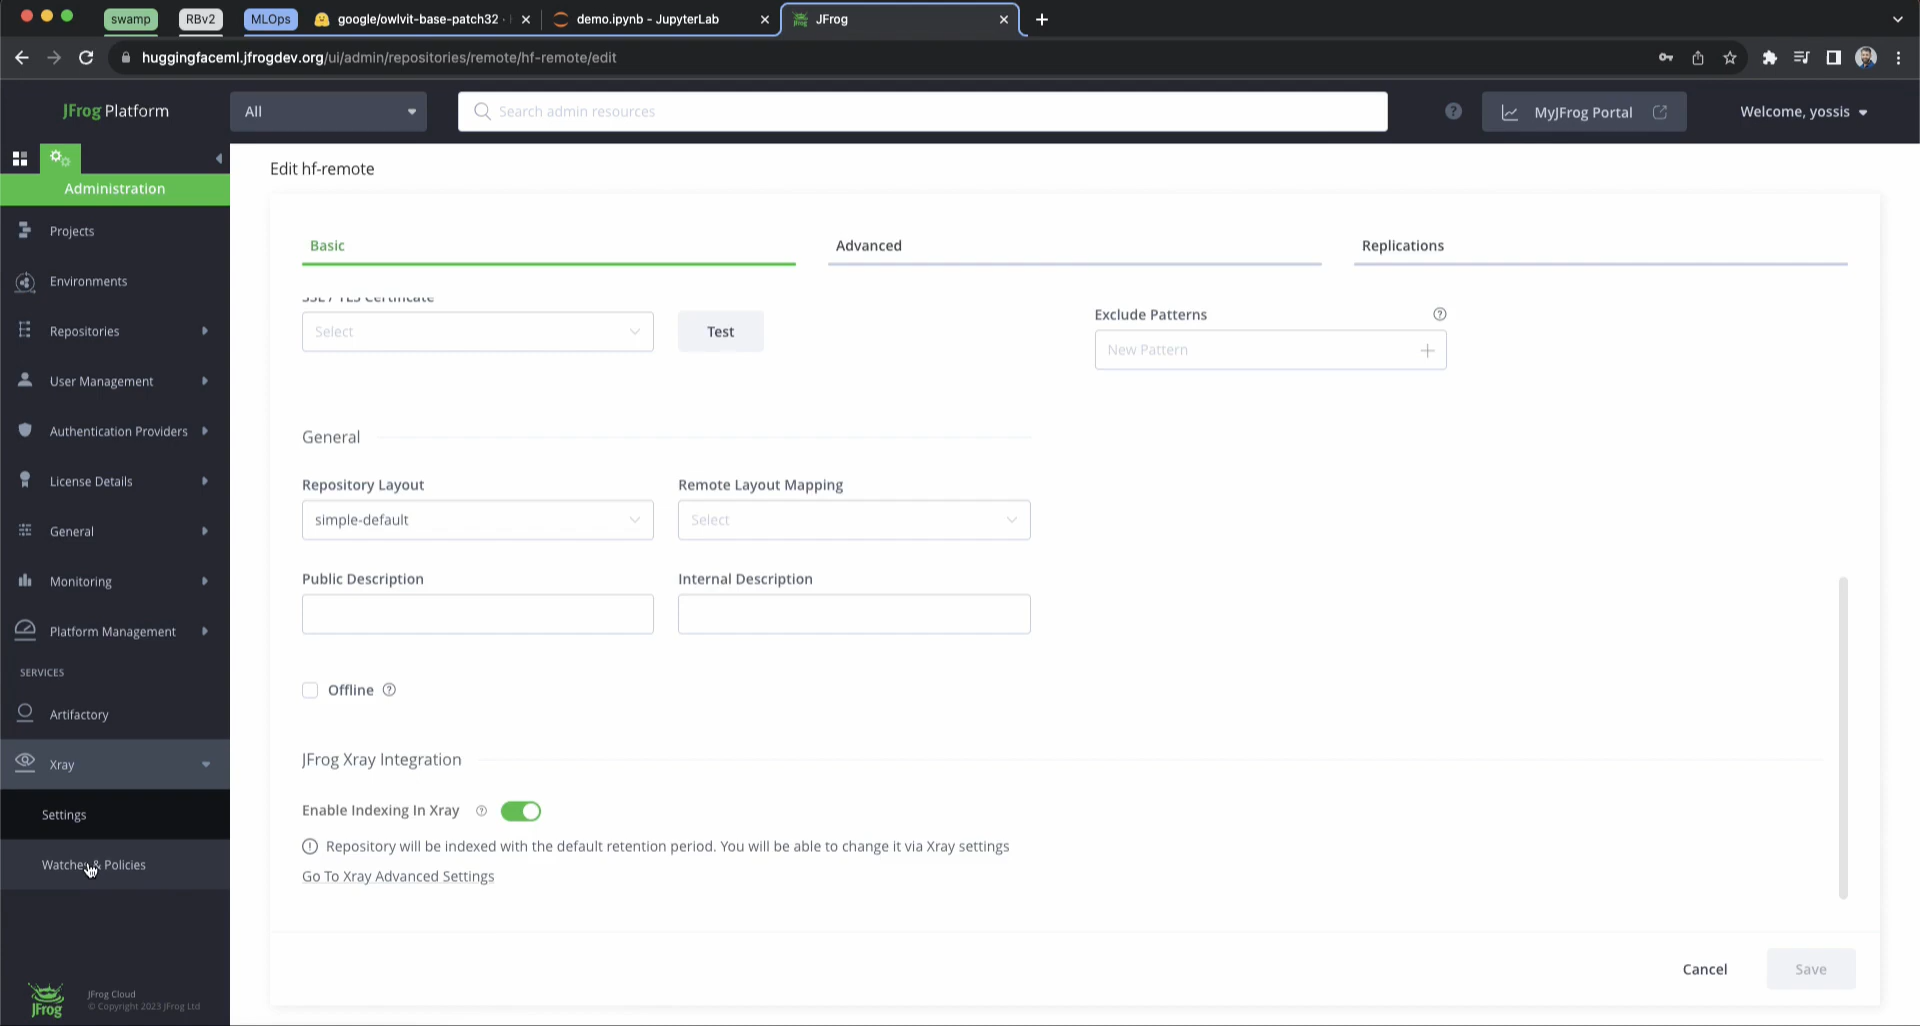 swamp
RBv2
MLOps
google/owlvit-base-patch32 ·
demo.ipynb - JupyterLab
JFrog
huggingfaceml.jfrogdev.org/ui/admin/repositories/remote/hf-remote/edit
JFrog Platform
All
Search admin resources
MyJFrog Portal
Welcome, yossis
Administration
Projects
Environments
Repositories
User Management
Authentication Providers
License Details
General
Monitoring
Platform Management
SERVICES
Artifactory
Xray
Settings
Watches & Policies
JFrog
JFrog Cloud
© Copyright 2023 JFrog Ltd
Edit hf-remote
Basic
Advanced
Replications
SSL / TLS Certificate
Select
Test
Exclude Patterns
New Pattern
General
Repository Layout
Remote Layout Mapping
simple-default
Select
Public Description
Internal Description
Offline
JFrog Xray Integration
Enable Indexing In Xray
Repository will be indexed with the default retention period. You will be able to change it via Xray settings
Go To Xray Advanced Settings
Cancel
Save